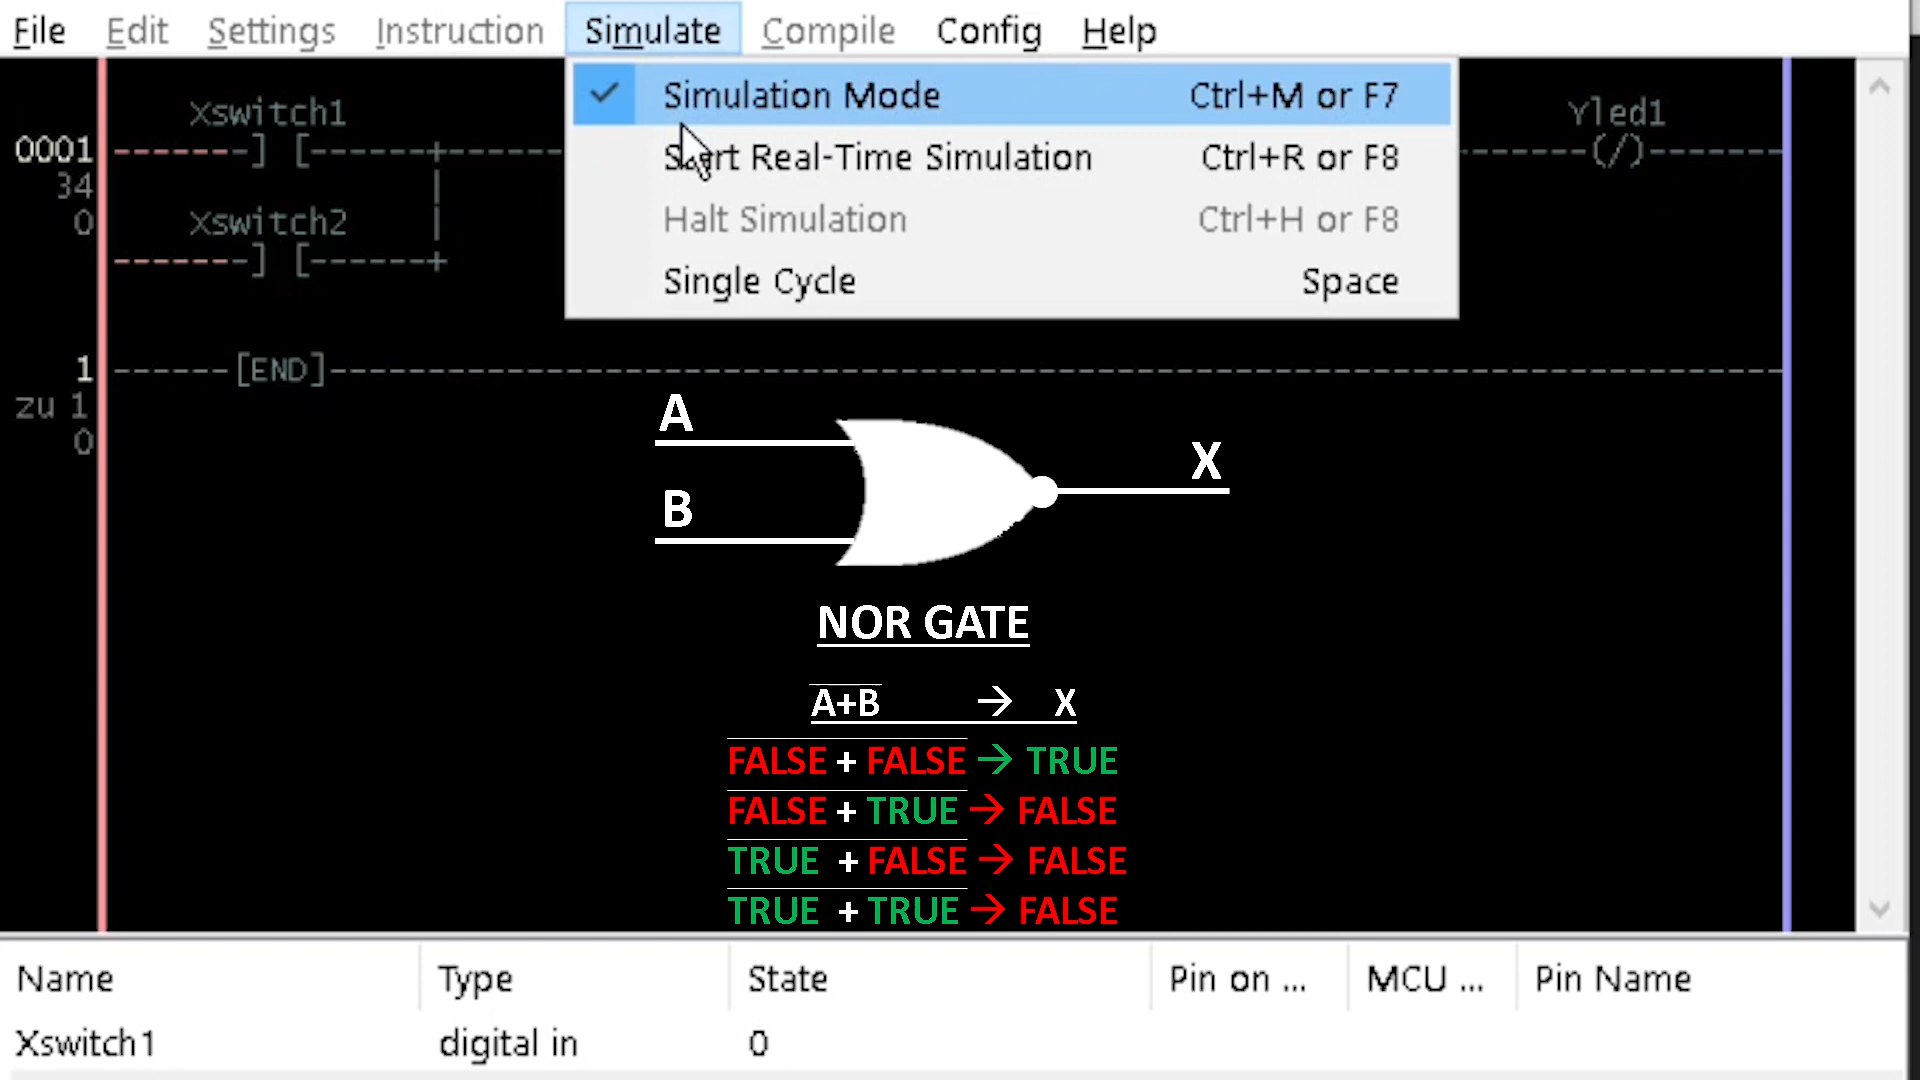 File Edit Settings Instruction Simulate Compile Config Help
Simulation Mode Ctrl+M or F7
Xswitch1 Yled1
0001 -------] [------+------ ------(/)-------
Start Real-Time Simulation Ctrl+R or F8
34
Halt Simulation Ctrl+H or F8
0 Xswitch2
-------] [------+
Single Cycle Space
1 ------[END]------
zu 1
0
A
X
B
NOR GATE
A+B → X
FALSE + FALSE → TRUE
FALSE + TRUE → FALSE
TRUE + FALSE → FALSE
TRUE + TRUE → FALSE
Name Type State Pin on ... MCU ... Pin Name
Xswitch1 digital in 0